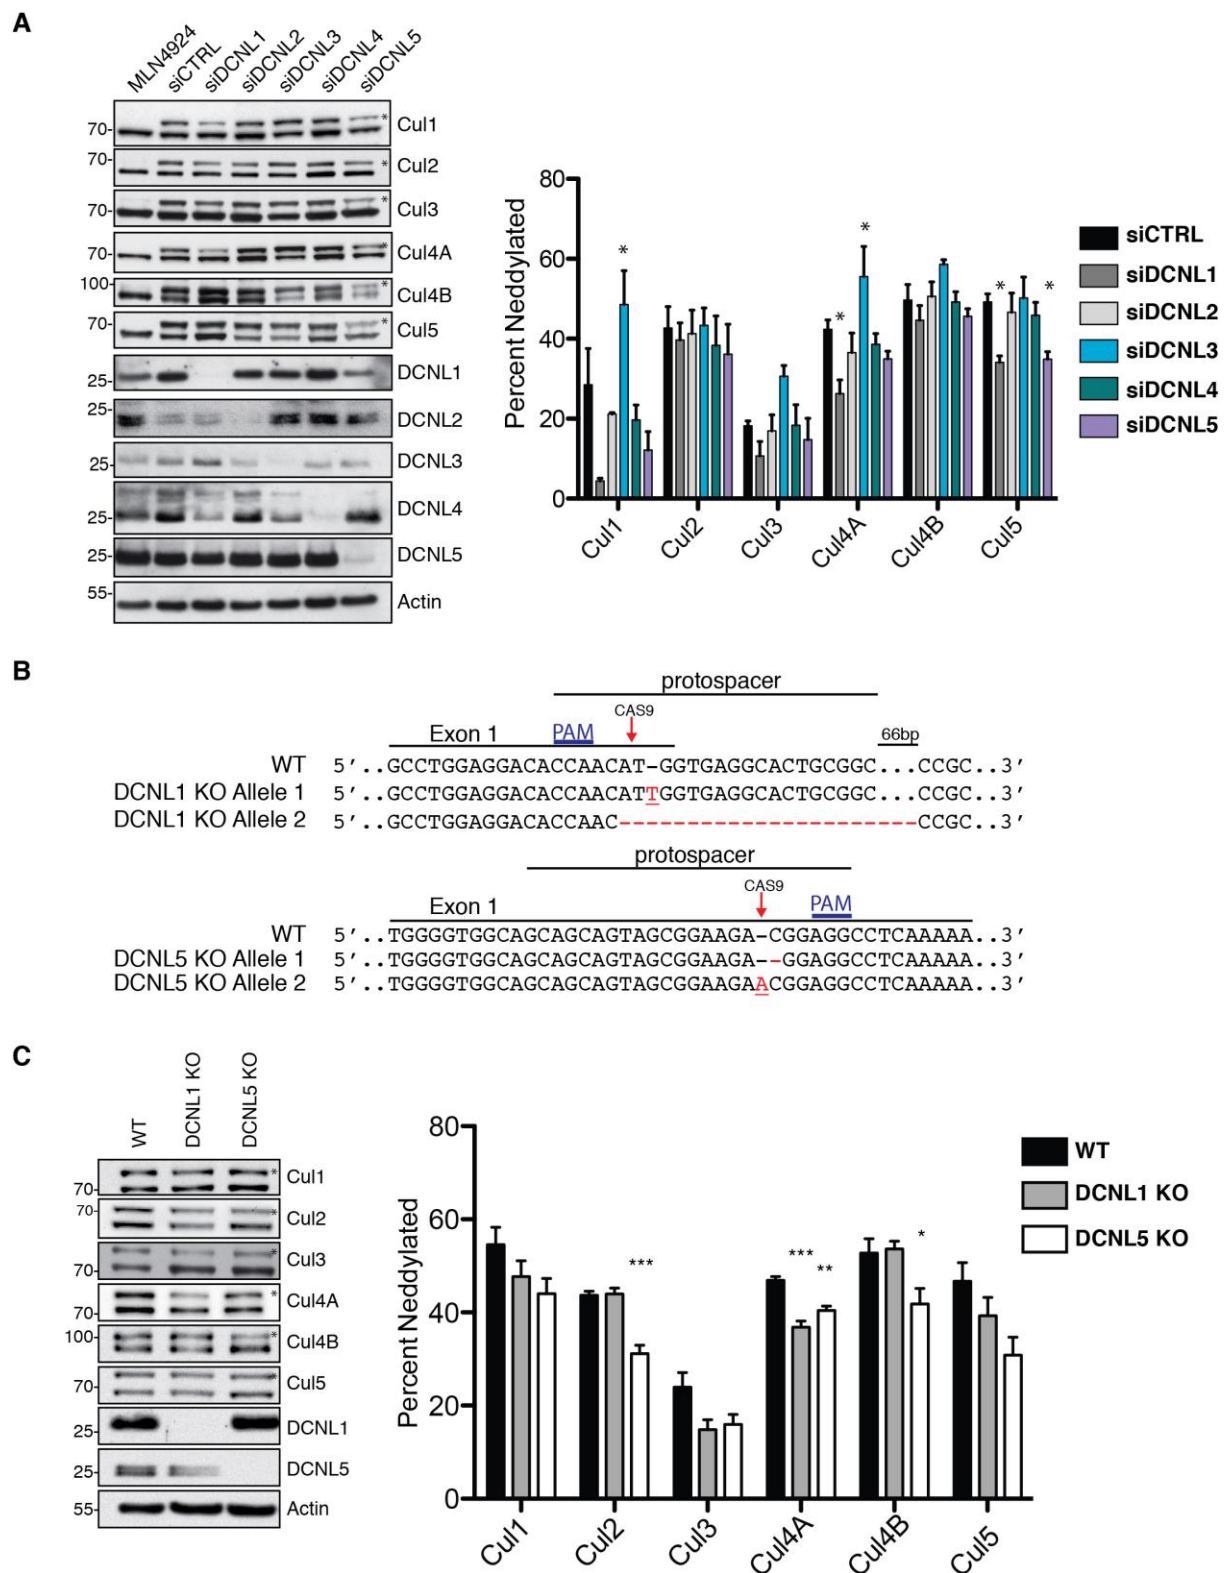 A
MLN4924
siCTRL
siDCNL1
siDCNL2
siDCNL3
siDCNL4
siDCNL5
70- * Cul1
70- * Cul2
70- * Cul3
70- * Cul4A
100- * Cul4B
70- * Cul5
25- DCNL1
25- DCNL2
25- DCNL3
25- DCNL4
25- DCNL5
55- Actin
Percent Neddylated
80
60
40
20
0
* * * * *
Cul1 Cul2 Cul3 Cul4A Cul4B Cul5
siCTRL
siDCNL1
siDCNL2
siDCNL3
siDCNL4
siDCNL5
B
protospacer
CAS9
Exon 1 PAM 66bp
WT 5′..GCCTGGAGGACACCAACAT-GGTGAGGCACTGCGGC...CCGC..3′
DCNL1 KO Allele 1 5′..GCCTGGAGGACACCAACATTGGTGAGGCACTGCGGC...CCGC..3′
DCNL1 KO Allele 2 5′..GCCTGGAGGACACCAAC----------------------CCGC..3′
protospacer
CAS9
Exon 1 PAM
WT 5′..TGGGGTGGCAGCAGCAGTAGCGGAAGA-CGGAGGCCTCAAAAA..3′
DCNL5 KO Allele 1 5′..TGGGGTGGCAGCAGCAGTAGCGGAAGA--GGAGGCCTCAAAAA..3′
DCNL5 KO Allele 2 5′..TGGGGTGGCAGCAGCAGTAGCGGAAGAACGGAGGCCTCAAAAA..3′
C
WT
DCNL1 KO
DCNL5 KO
70- * Cul1
70- * Cul2
70- * Cul3
70- * Cul4A
100- * Cul4B
70- * Cul5
25- DCNL1
25- DCNL5
55- Actin
Percent Neddylated
80
60
40
20
0
*** *** ** *
Cul1 Cul2 Cul3 Cul4A Cul4B Cul5
WT
DCNL1 KO
DCNL5 KO